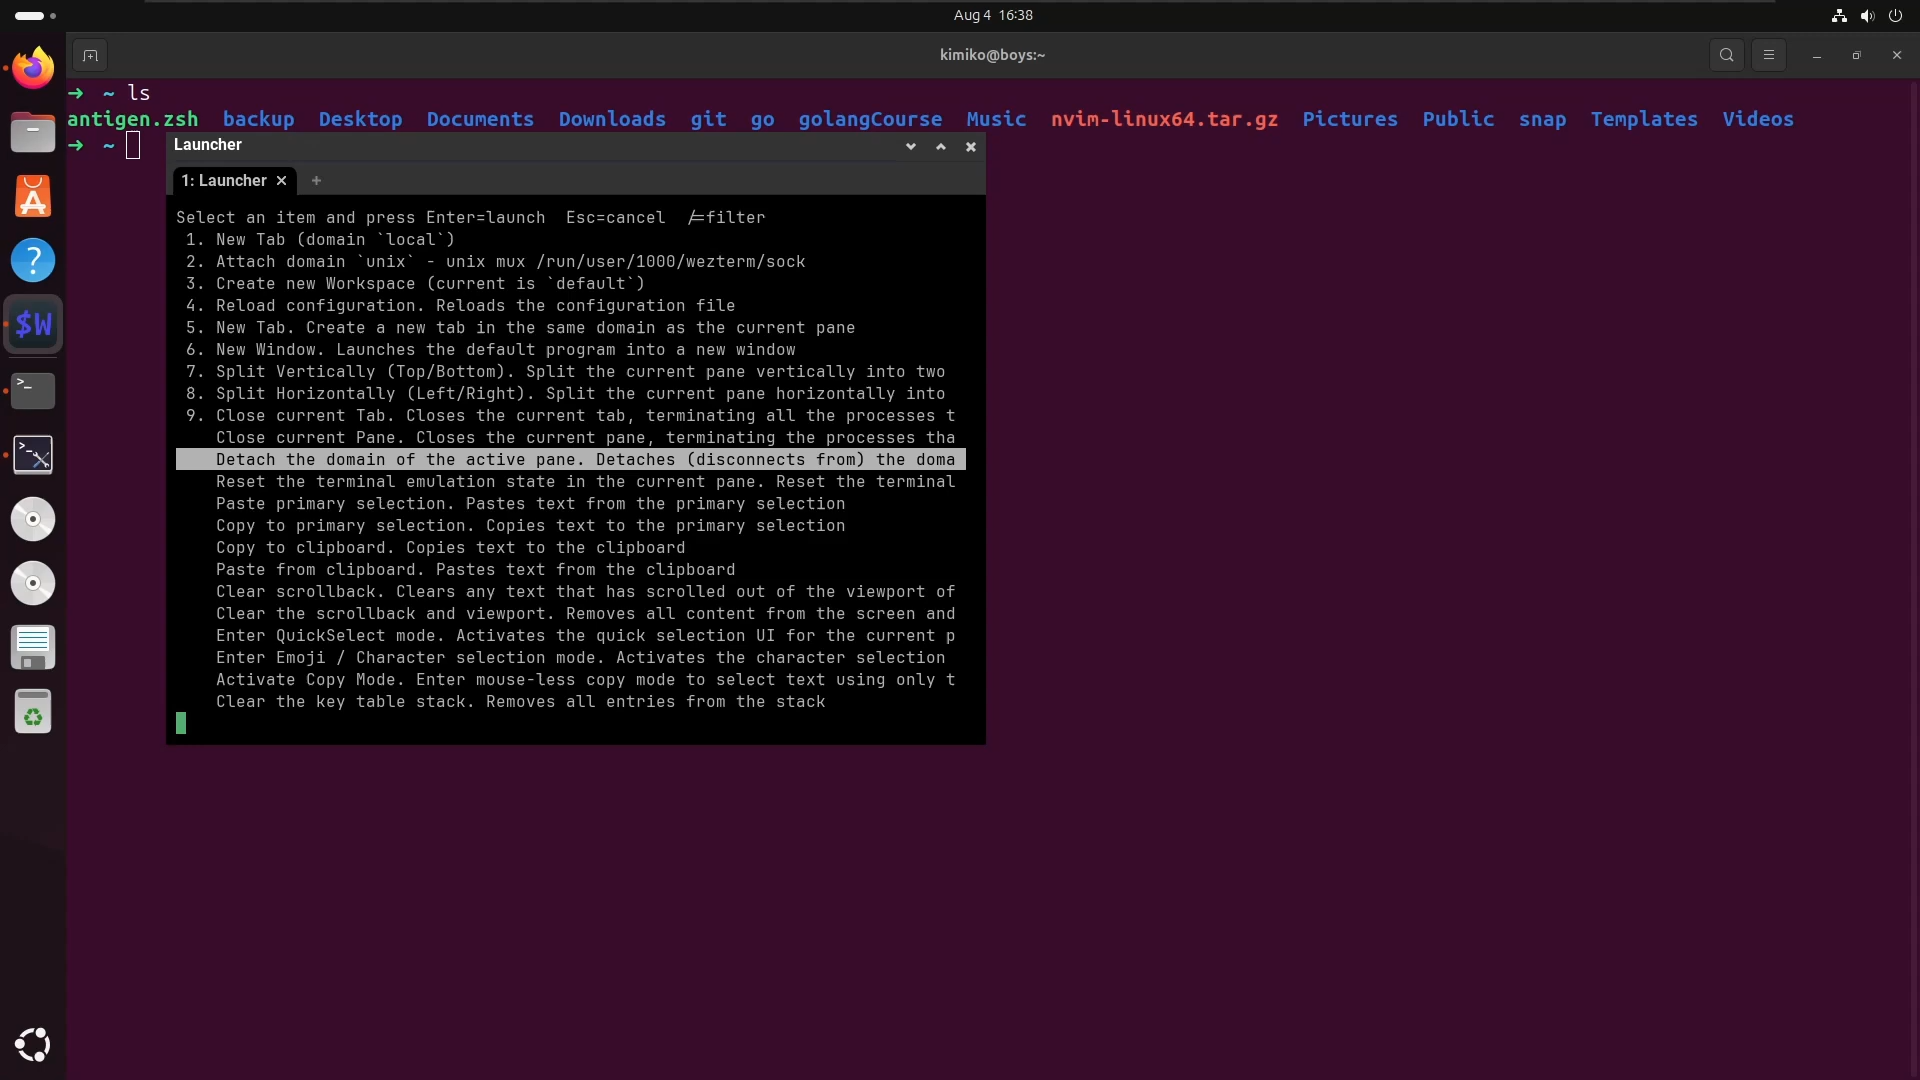 Aug 4  16:38
kimiko@boys:~
➜  ~ ls
antigen.zsh  backup  Desktop  Documents  Downloads  git  go  golangCourse  Music  nvim-linux64.tar.gz  Pictures  Public  snap  Templates  Videos
➜  ~
Launcher
1: Launcher
Select an item and press Enter=launch  Esc=cancel  /=filter
1. New Tab (domain `local`)
2. Attach domain `unix` - unix mux /run/user/1000/wezterm/sock
3. Create new Workspace (current is `default`)
4. Reload configuration. Reloads the configuration file
5. New Tab. Create a new tab in the same domain as the current pane
6. New Window. Launches the default program into a new window
7. Split Vertically (Top/Bottom). Split the current pane vertically into two
8. Split Horizontally (Left/Right). Split the current pane horizontally into
9. Close current Tab. Closes the current tab, terminating all the processes t
Close current Pane. Closes the current pane, terminating the processes tha
Detach the domain of the active pane. Detaches (disconnects from) the doma
Reset the terminal emulation state in the current pane. Reset the terminal
Paste primary selection. Pastes text from the primary selection
Copy to primary selection. Copies text to the primary selection
Copy to clipboard. Copies text to the clipboard
Paste from clipboard. Pastes text from the clipboard
Clear scrollback. Clears any text that has scrolled out of the viewport of
Clear the scrollback and viewport. Removes all content from the screen and
Enter QuickSelect mode. Activates the quick selection UI for the current p
Enter Emoji / Character selection mode. Activates the character selection
Activate Copy Mode. Enter mouse-less copy mode to select text using only t
Clear the key table stack. Removes all entries from the stack
?
$W
>_
>_